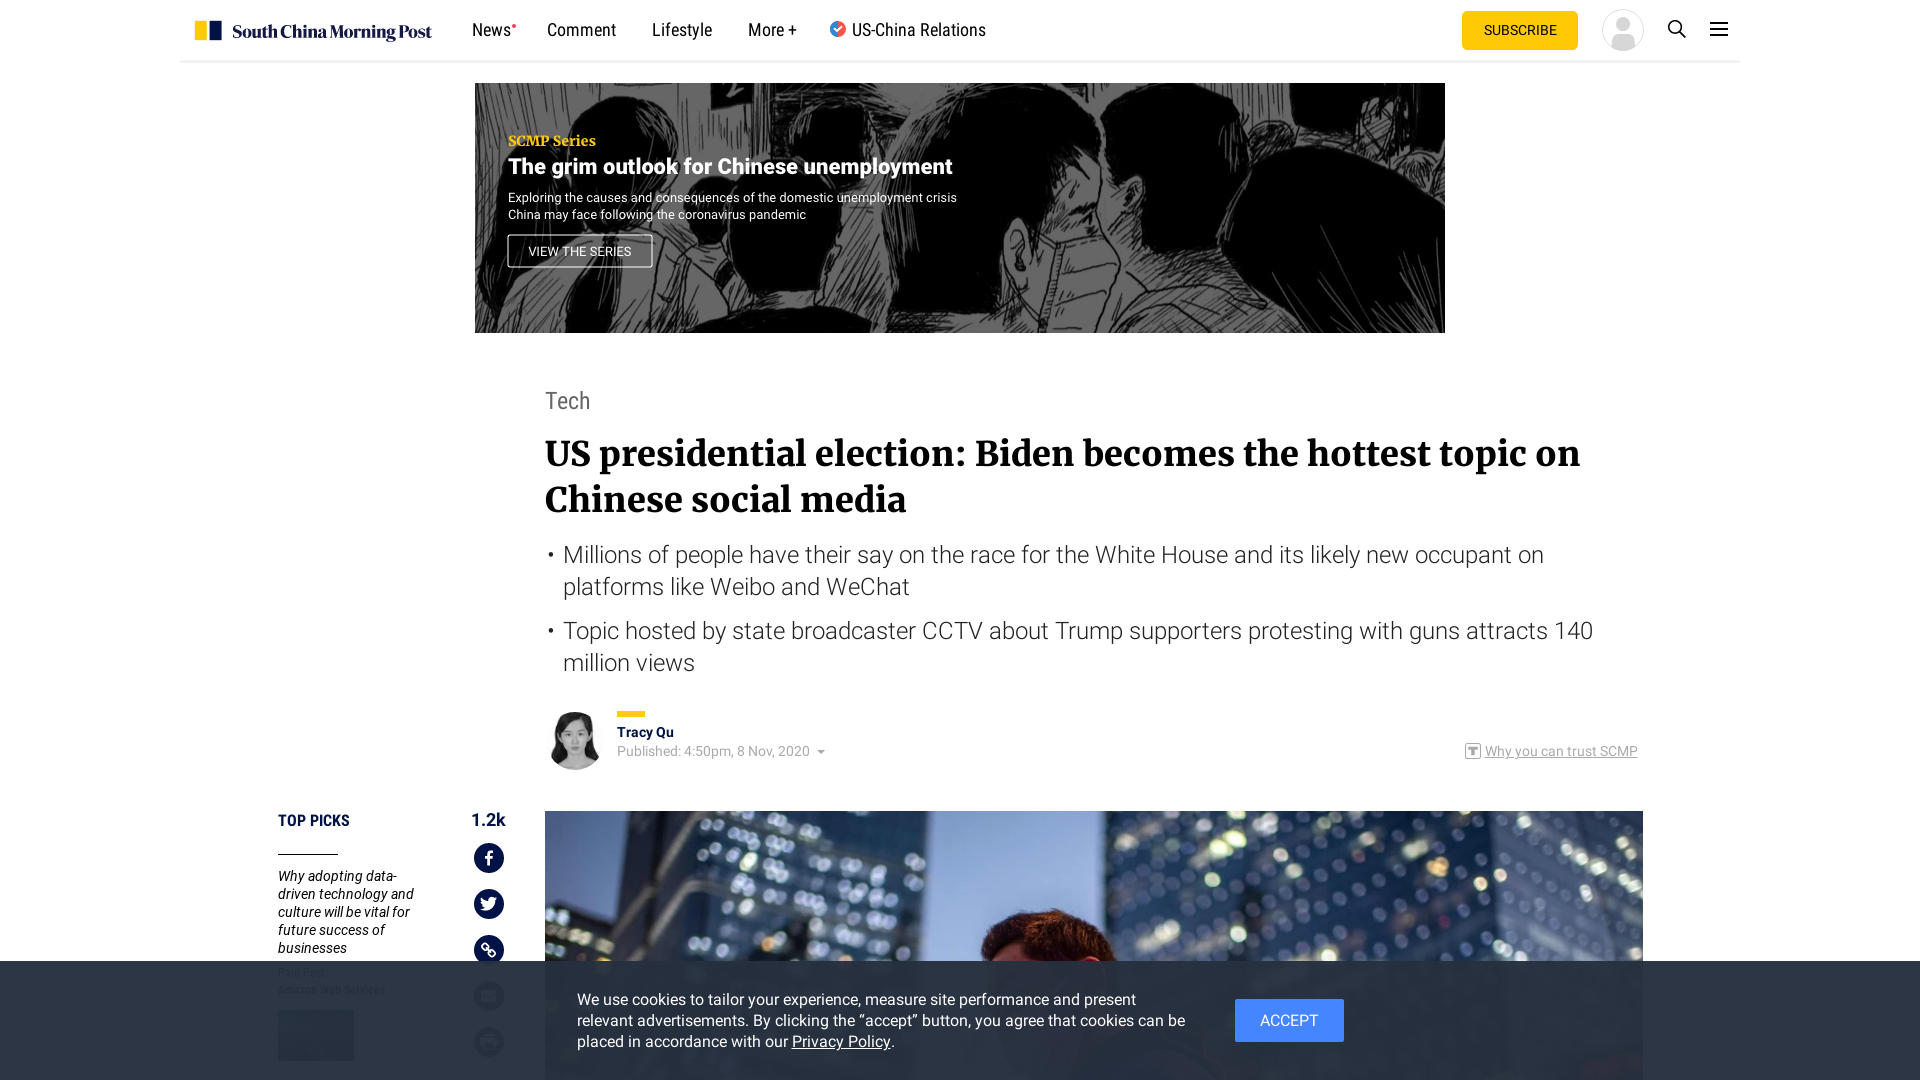 South China Morning Post
News
Comment
Lifestyle
More +
US-China Relations
SUBSCRIBE
SCMP Series
The grim outlook for Chinese unemployment
Exploring the causes and consequences of the domestic unemployment crisis
China may face following the coronavirus pandemic
VIEW THE SERIES
Tech
US presidential election: Biden becomes the hottest topic on
Chinese social media
• Millions of people have their say on the race for the White House and its likely new occupant on
platforms like Weibo and WeChat
• Topic hosted by state broadcaster CCTV about Trump supporters protesting with guns attracts 140
million views
Tracy Qu
Published: 4:50pm, 8 Nov, 2020
Why you can trust SCMP
TOP PICKS
Why adopting data-
driven technology and
culture will be vital for
future success of
businesses
Paid Post:
Amazon Web Services
1.2k
We use cookies to tailor your experience, measure site performance and present
relevant advertisements. By clicking the “accept” button, you agree that cookies can be
placed in accordance with our Privacy Policy.
ACCEPT